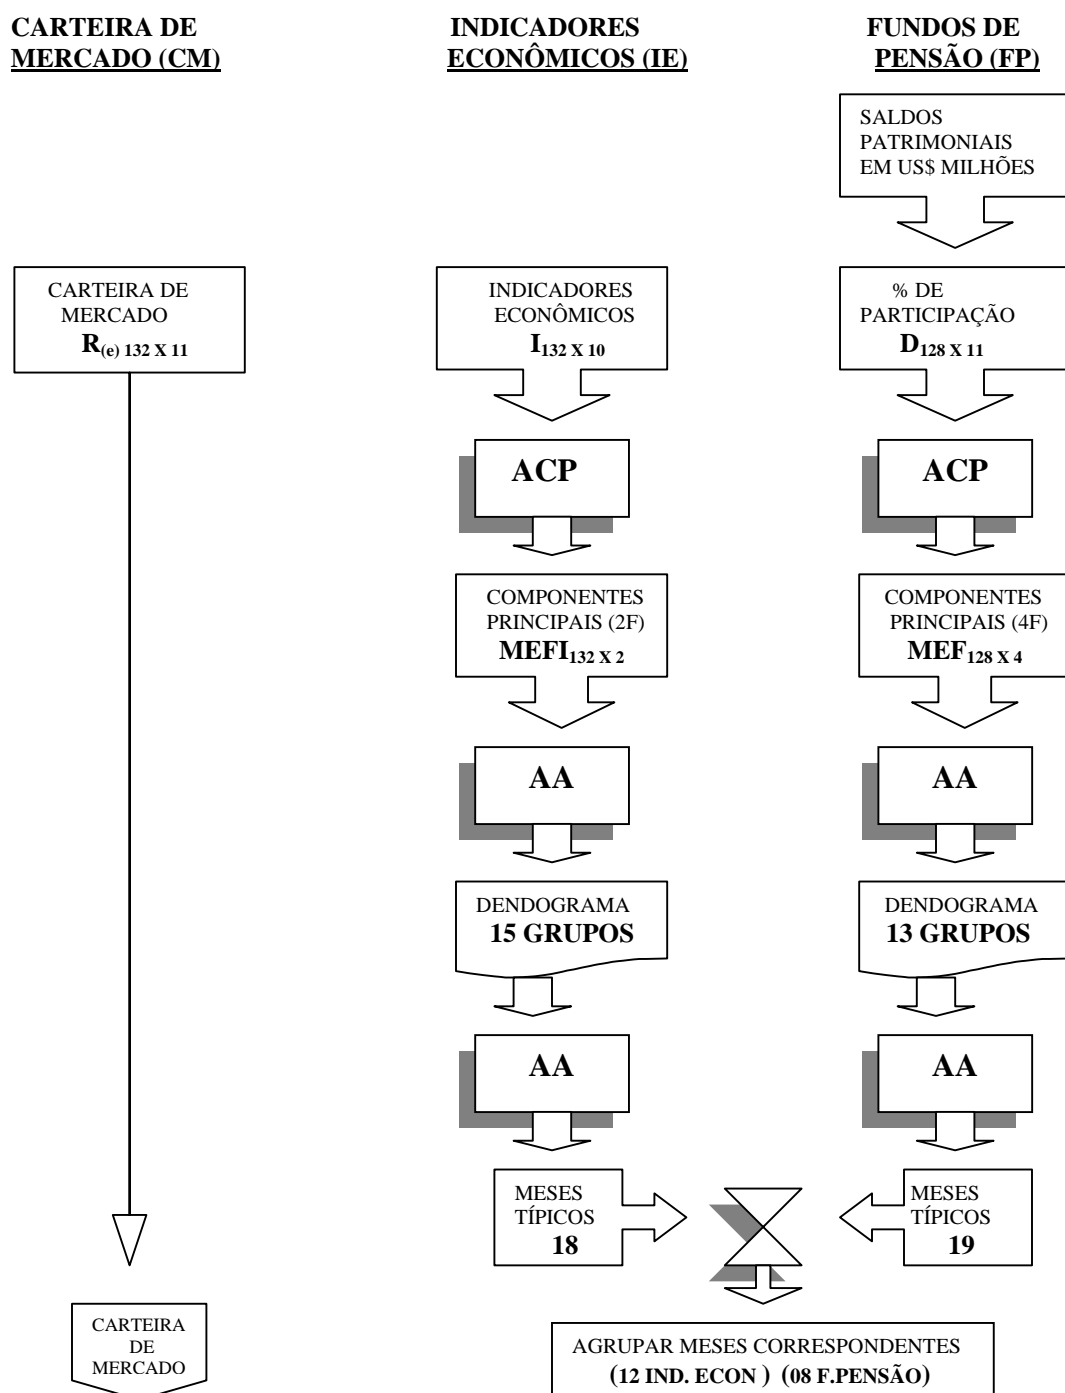 CARTEIRA DE
MERCADO (CM)
INDICADORES
ECONÔMICOS (IE)
FUNDOS DE
PENSÃO (FP)
SALDOS
PATRIMONIAIS
EM US$ MILHÕES
CARTEIRA DE
MERCADO
R(e) 132 X 11
INDICADORES
ECONÔMICOS
I132 X 10
% DE
PARTICIPAÇÃO
D128 X 11
ACP
ACP
COMPONENTES
PRINCIPAIS (2F)
MEFI132 X 2
COMPONENTES
PRINCIPAIS (4F)
MEF128 X 4
AA
AA
DENDOGRAMA
15 GRUPOS
DENDOGRAMA
13 GRUPOS
AA
AA
MESES
TÍPICOS
18
MESES
TÍPICOS
19
CARTEIRA
DE
MERCADO
AGRUPAR MESES CORRESPONDENTES
(12 IND. ECON ) (08 F.PENSÃO)